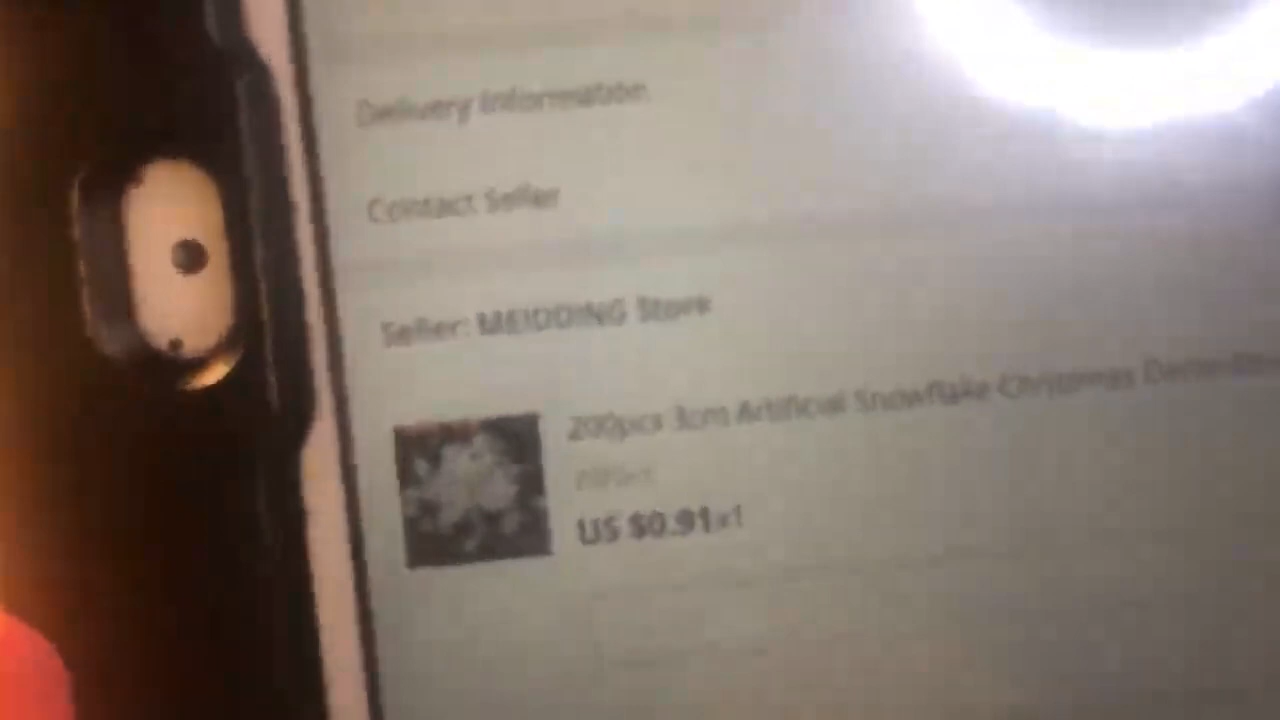 Delivery Information
Contact Seller
Seller: MEIDDING Store
200pcs 3cm Artificial Snowflake Christmas
US $0.91x1